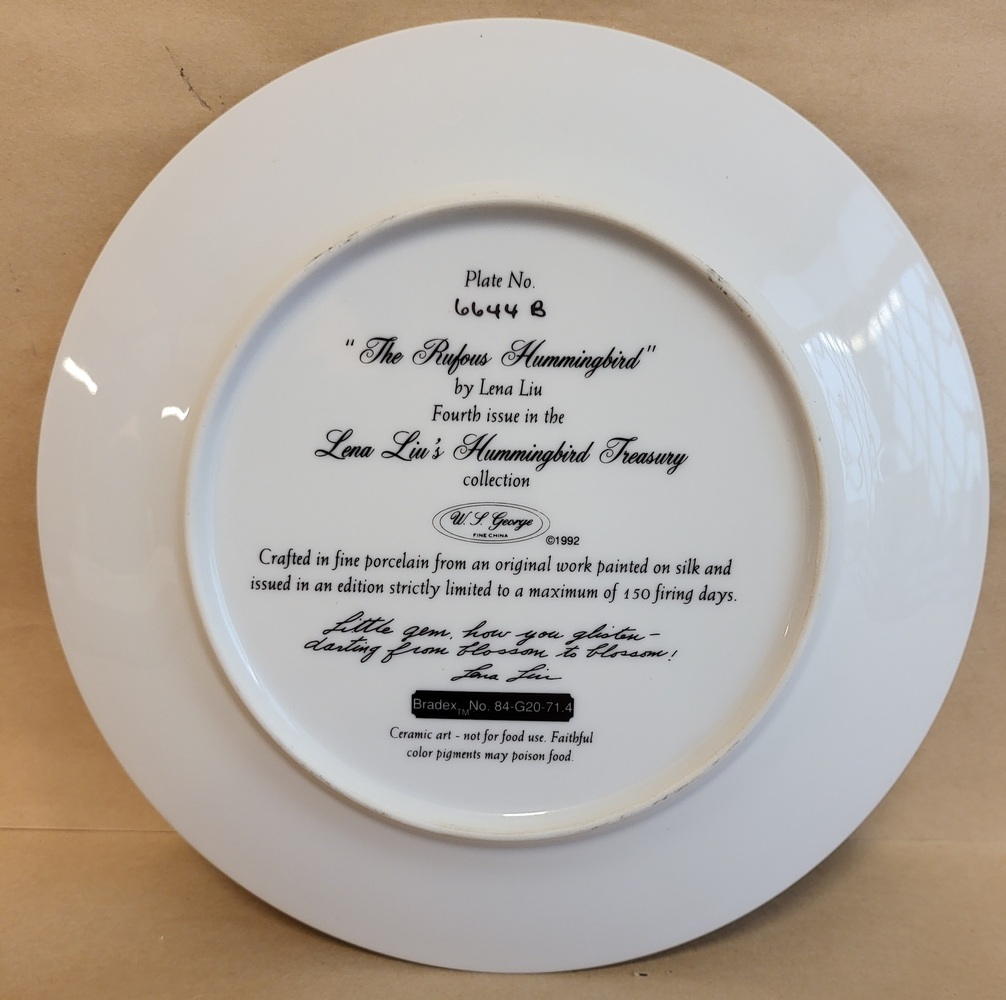 Plate No.
6644 B
"The Rufous Hummingbird"
by Lena Liu
Fourth issue in the
Lena Liu's Hummingbird Treasury
collection
W. S. George
FINE CHINA
©1992
Crafted in fine porcelain from an original work painted on silk and
issued in an edition strictly limited to a maximum of 150 firing days.
Little gem, how you glisten-
darting from blossom to blossom!
Lena Liu
Bradex TM No. 84-G20-71.4
Ceramic art - not for food use. Faithful
color pigments may poison food.